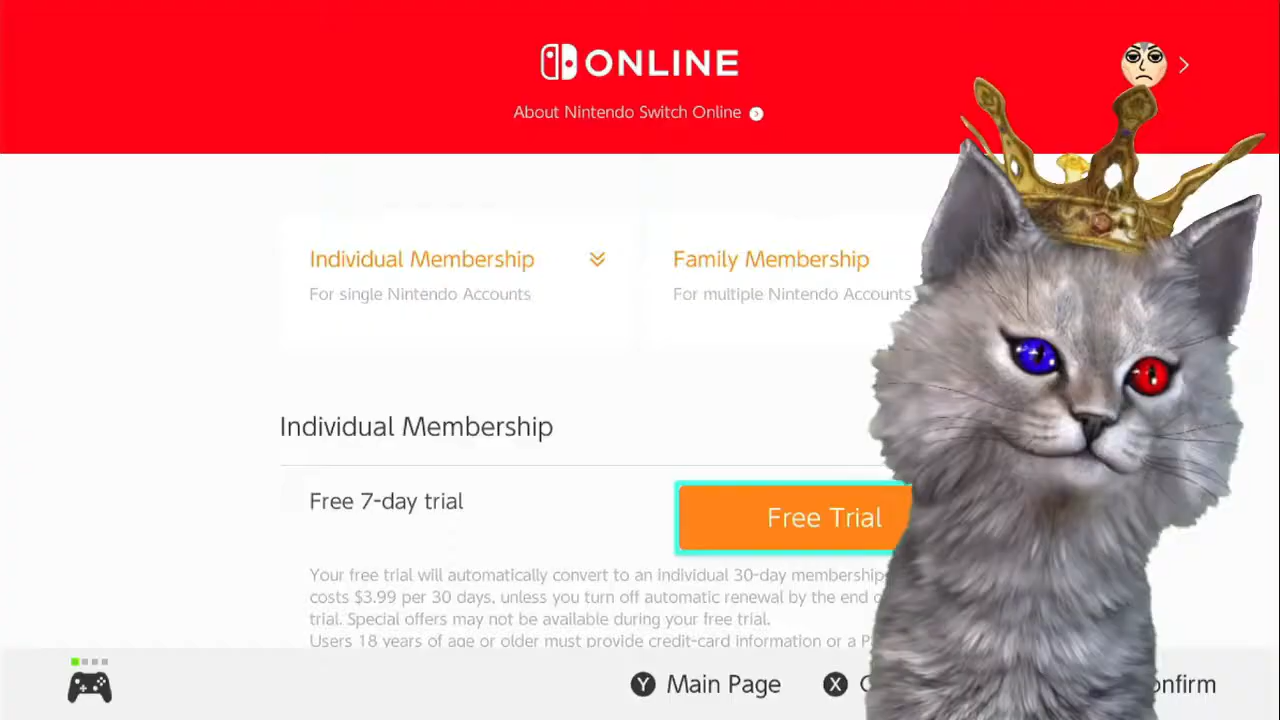 ONLINE
About Nintendo Switch Online
Individual Membership
For single Nintendo Accounts
Family Membership
For multiple Nintendo Accounts
Individual Membership
Free 7-day trial
Free Trial
Your free trial will automatically convert to an individual 30-day membership
costs $3.99 per 30 days, unless you turn off automatic renewal by the end
trial. Special offers may not be available during your free trial.
Users 18 years of age or older must provide credit-card information or a
Y Main Page
X